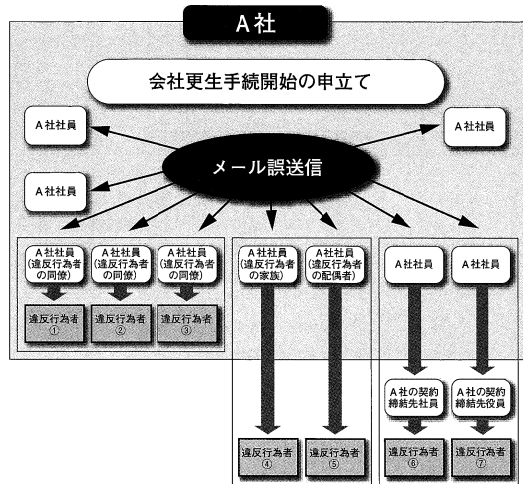 A社
会社更生手続開始の申立て
A社社員
A社社員
メール誤送信
A社社員
A社社員
(違反行為者
の同僚)
A社社員
(違反行為者
の同僚)
A社社員
(違反行為者
の同僚)
A社社員
(違反行為者
の家族)
A社社員
(違反行為者
の配偶者)
A社社員
A社社員
違反行為者
①
違反行為者
②
違反行為者
③
A社の契約
締結先社員
A社の契約
締結先役員
違反行為者
④
違反行為者
⑤
違反行為者
⑥
違反行為者
⑦